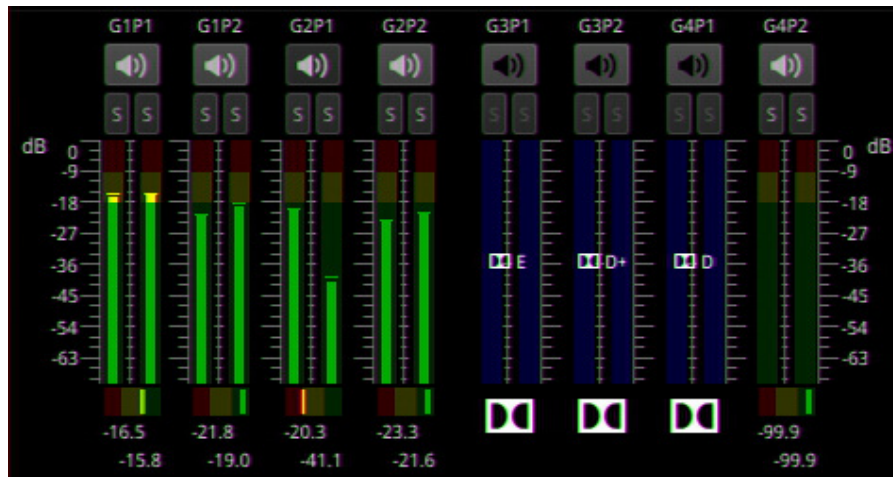 G1P1 G1P2 G2P1 G2P2 G3P1 G3P2 G4P1 G4P2
S S S S S S S S S S S S S S S S
dB dB
0 0
-9 -9
-18 -18
-27 -27
-36 E D+ D -36
-45 -45
-54 -54
-63 -63
-16.5 -21.8 -20.3 -23.3 -99.9
-15.8 -19.0 -41.1 -21.6 -99.9